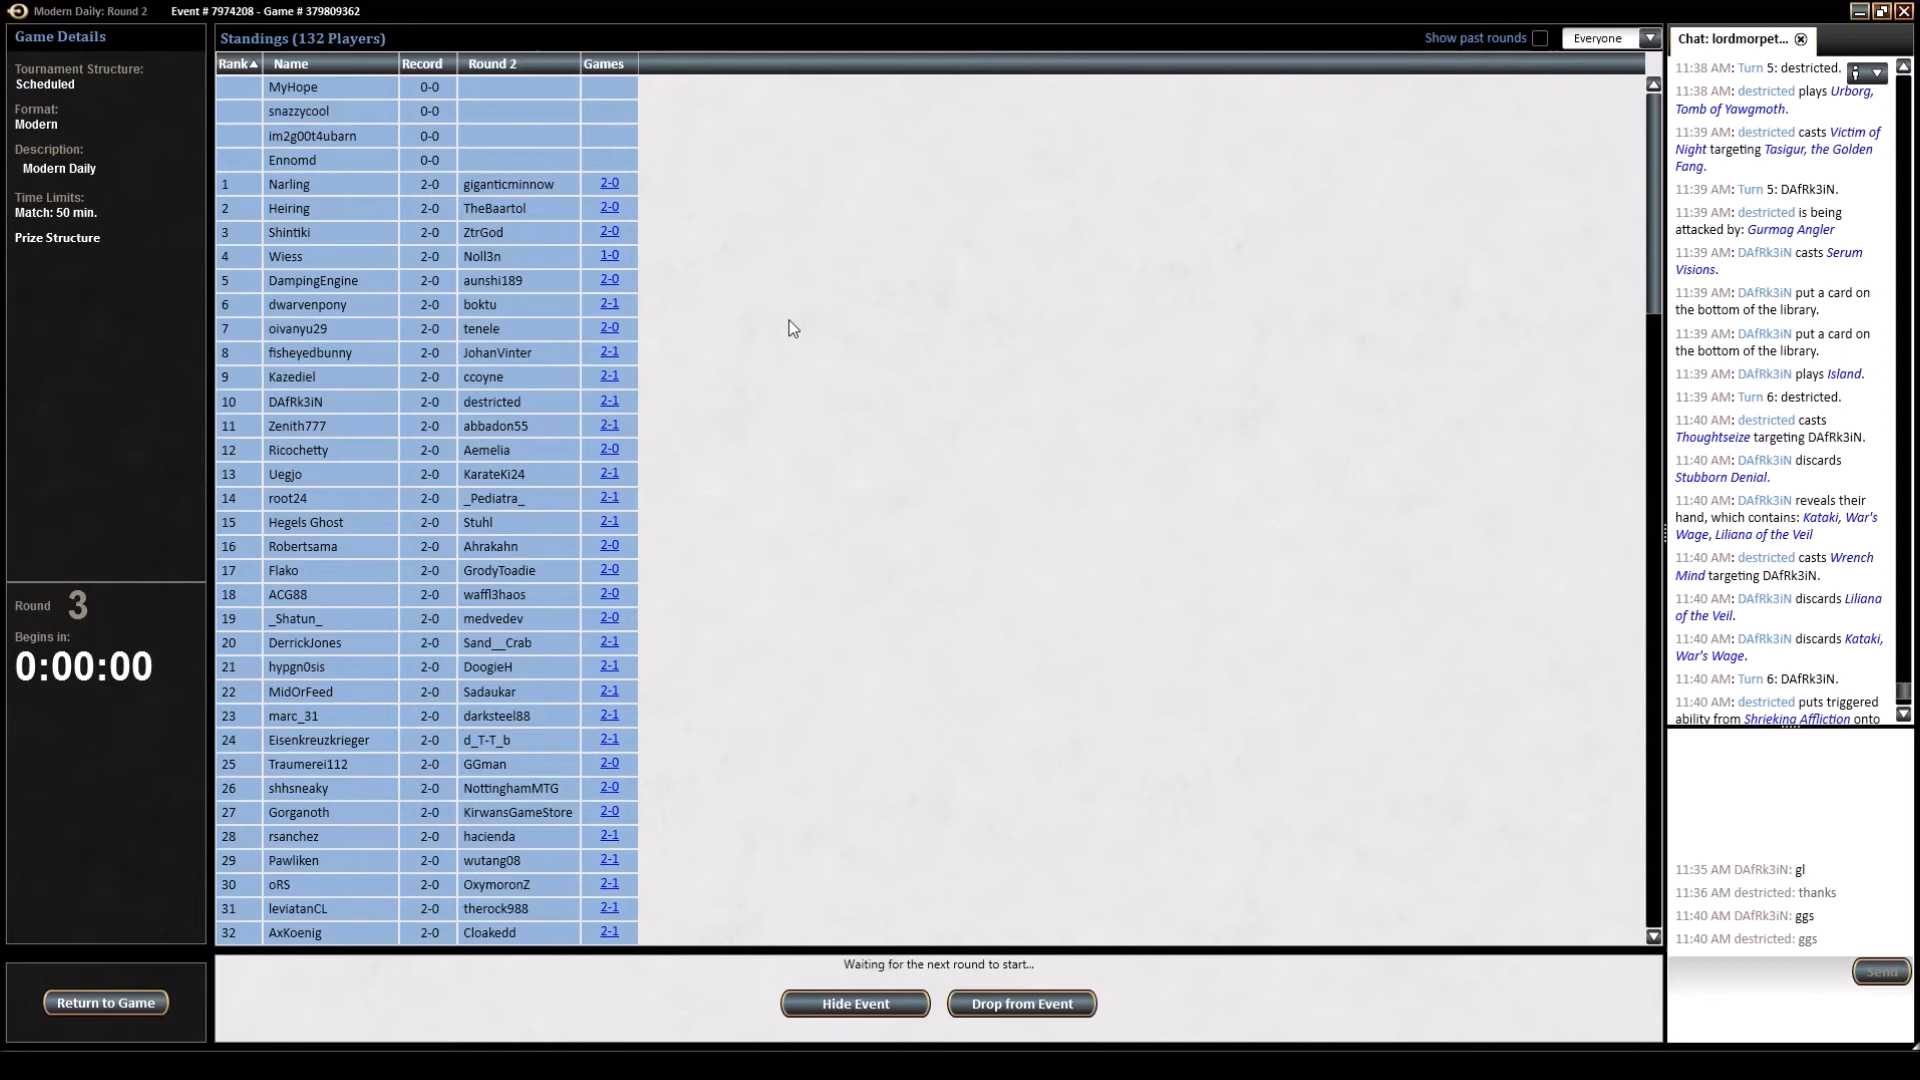 Modern Daily: Round 2 Event # 7974208 - Game # 379809362
Game Details
Tournament Structure:
Scheduled
Format:
Modern
Description:
Modern Daily
Time Limits:
Match: 50 min.
Prize Structure
Round 3
Begins in:
0:00:00
Return to Game
Standings (132 Players)
Show past rounds Everyone
Rank Name Record Round 2 Games
MyHope 0-0
snazzycool 0-0
im2g00t4ubarn 0-0
Ennomd 0-0
1 Narling 2-0 giganticminnow 2-0
2 Heiring 2-0 TheBaartol 2-0
3 Shintiki 2-0 ZtrGod 2-0
4 Wiess 2-0 Noll3n 1-0
5 DampingEngine 2-0 aunshi189 2-0
6 dwarvenpony 2-0 boktu 2-1
7 oivanyu29 2-0 tenele 2-0
8 fisheyedbunny 2-0 JohanVinter 2-1
9 Kazediel 2-0 ccoyne 2-1
10 DAfRk3iN 2-0 destricted 2-1
11 Zenith777 2-0 abbadon55 2-1
12 Ricochetty 2-0 Aemelia 2-0
13 Uegjo 2-0 KarateKi24 2-1
14 root24 2-0 _Pediatra_ 2-1
15 Hegels Ghost 2-0 Stuhl 2-1
16 Robertsama 2-0 Ahrakahn 2-0
17 Flako 2-0 GrodyToadie 2-0
18 ACG88 2-0 waffl3haos 2-0
19 _Shatun_ 2-0 medvedev 2-0
20 DerrickJones 2-0 Sand__Crab 2-1
21 hypgn0sis 2-0 DoogieH 2-1
22 MidOrFeed 2-0 Sadaukar 2-1
23 marc_31 2-0 darksteel88 2-1
24 Eisenkreuzkrieger 2-0 d_T-T_b 2-1
25 Traumerei112 2-0 GGman 2-0
26 shhsneaky 2-0 NottinghamMTG 2-0
27 Gorganoth 2-0 KirwansGameStore 2-0
28 rsanchez 2-0 hacienda 2-1
29 Pawliken 2-0 wutang08 2-1
30 oRS 2-0 OxymoronZ 2-1
31 leviatanCL 2-0 therock988 2-1
32 AxKoenig 2-0 Cloakedd 2-1
Waiting for the next round to start...
Hide Event Drop from Event
Chat: lordmorpet...
11:38 AM: Turn 5: destricted.
11:38 AM: destricted plays Urborg,
Tomb of Yawgmoth.
11:39 AM: destricted casts Victim of
Night targeting Tasigur, the Golden
Fang.
11:39 AM: Turn 5: DAfRk3iN.
11:39 AM: destricted is being
attacked by: Gurmag Angler
11:39 AM: DAfRk3iN casts Serum
Visions.
11:39 AM: DAfRk3iN put a card on
the bottom of the library.
11:39 AM: DAfRk3iN put a card on
the bottom of the library.
11:39 AM: DAfRk3iN plays Island.
11:39 AM: Turn 6: destricted.
11:40 AM: destricted casts
Thoughtseize targeting DAfRk3iN.
11:40 AM: DAfRk3iN discards
Stubborn Denial.
11:40 AM: DAfRk3iN reveals their
hand, which contains: Kataki, War's
Wage, Liliana of the Veil
11:40 AM: destricted casts Wrench
Mind targeting DAfRk3iN.
11:40 AM: DAfRk3iN discards Liliana
of the Veil.
11:40 AM: DAfRk3iN discards Kataki,
War's Wage.
11:40 AM: Turn 6: DAfRk3iN.
11:40 AM: destricted puts triggered
ability from Shrieking Affliction onto
11:35 AM DAfRk3iN: gl
11:36 AM destricted: thanks
11:40 AM DAfRk3iN: ggs
11:40 AM destricted: ggs
Send